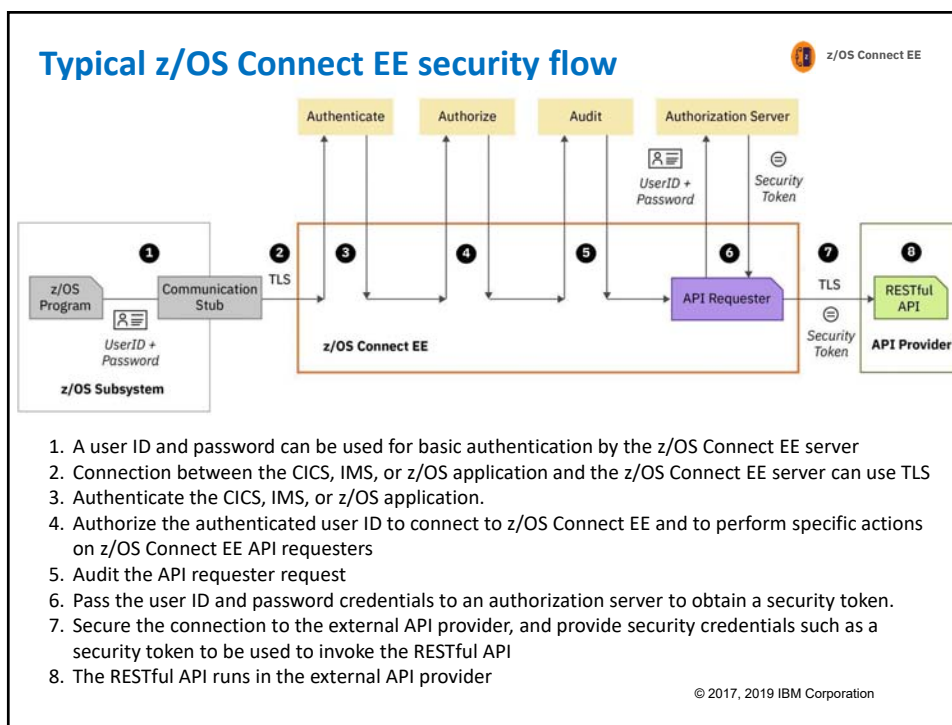 Typical z/OS Connect EE security flow
z/OS Connect EE
Authenticate
Authorize
Audit
Authorization Server
UserID +
Password
Security
Token
1
2
3
4
5
6
7
8
TLS
TLS
z/OS
Program
Communication
Stub
API Requester
RESTful
API
UserID +
Password
Security
Token
z/OS Connect EE
API Provider
z/OS Subsystem
1. A user ID and password can be used for basic authentication by the z/OS Connect EE server
2. Connection between the CICS, IMS, or z/OS application and the z/OS Connect EE server can use TLS
3. Authenticate the CICS, IMS, or z/OS application.
4. Authorize the authenticated user ID to connect to z/OS Connect EE and to perform specific actions
on z/OS Connect EE API requesters
5. Audit the API requester request
6. Pass the user ID and password credentials to an authorization server to obtain a security token.
7. Secure the connection to the external API provider, and provide security credentials such as a
security token to be used to invoke the RESTful API
8. The RESTful API runs in the external API provider
© 2017, 2019 IBM Corporation